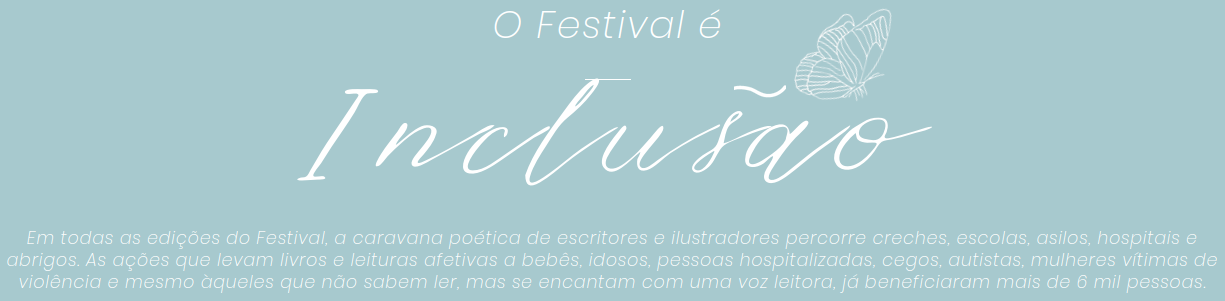 O Festival é
Inclusão
Em todas as edições do Festival, a caravana poética de escritores e ilustradores percorre creches, escolas, asilos, hospitais e
abrigos. As ações que levam livros e leituras afetivas a bebês, idosos, pessoas hospitalizadas, cegos, autistas, mulheres vítimas de
violência e mesmo àqueles que não sabem ler, mas se encantam com uma voz leitora, já beneficiaram mais de 6 mil pessoas.